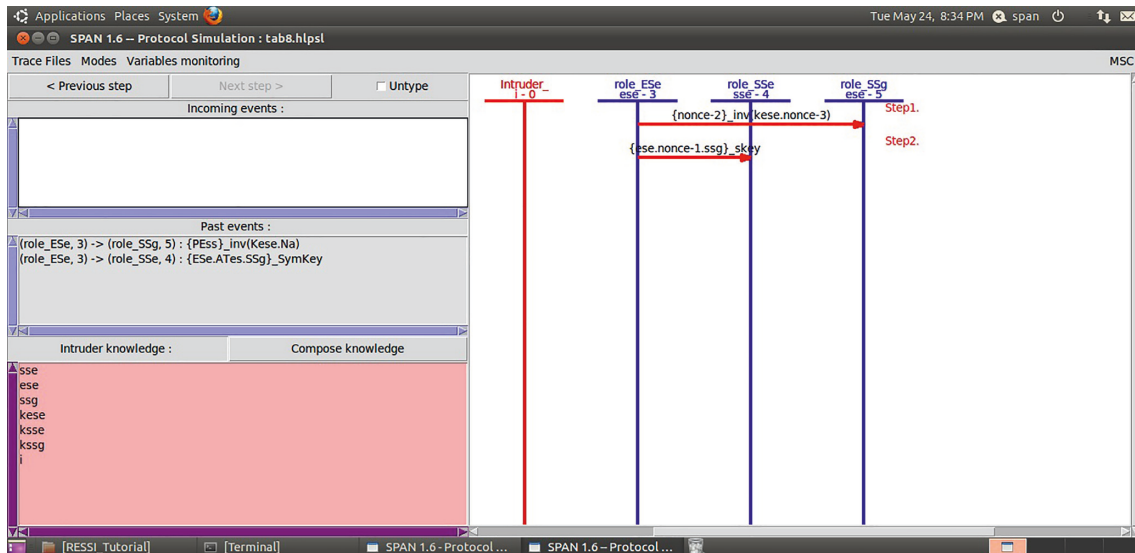 Applications Places System Tue May 24, 8:34 PM span
SPAN 1.6 -- Protocol Simulation : tab8.hlpsl
Trace Files Modes Variables monitoring MSC
< Previous step Next step > Untype
Incoming events :
Past events :
(role_ESe, 3) -> (role_SSg, 5) : {PEss}_inv(Kese.Na)
(role_ESe, 3) -> (role_SSe, 4) : {ESe.ATes.SSg}_SymKey
Intruder knowledge : Compose knowledge
sse
ese
ssg
kese
ksse
kssg
i
Intruder_ role_ESe role_SSe role_SSg
i - 0 ese - 3 sse - 4 ese - 5
Step1.
{nonce-2}_inv(kese.nonce-3)
Step2.
{ese.nonce-1.ssg}_skey
[RESSI_Tutorial] [Terminal] SPAN 1.6 - Protocol ... SPAN 1.6 -- Protocol ...